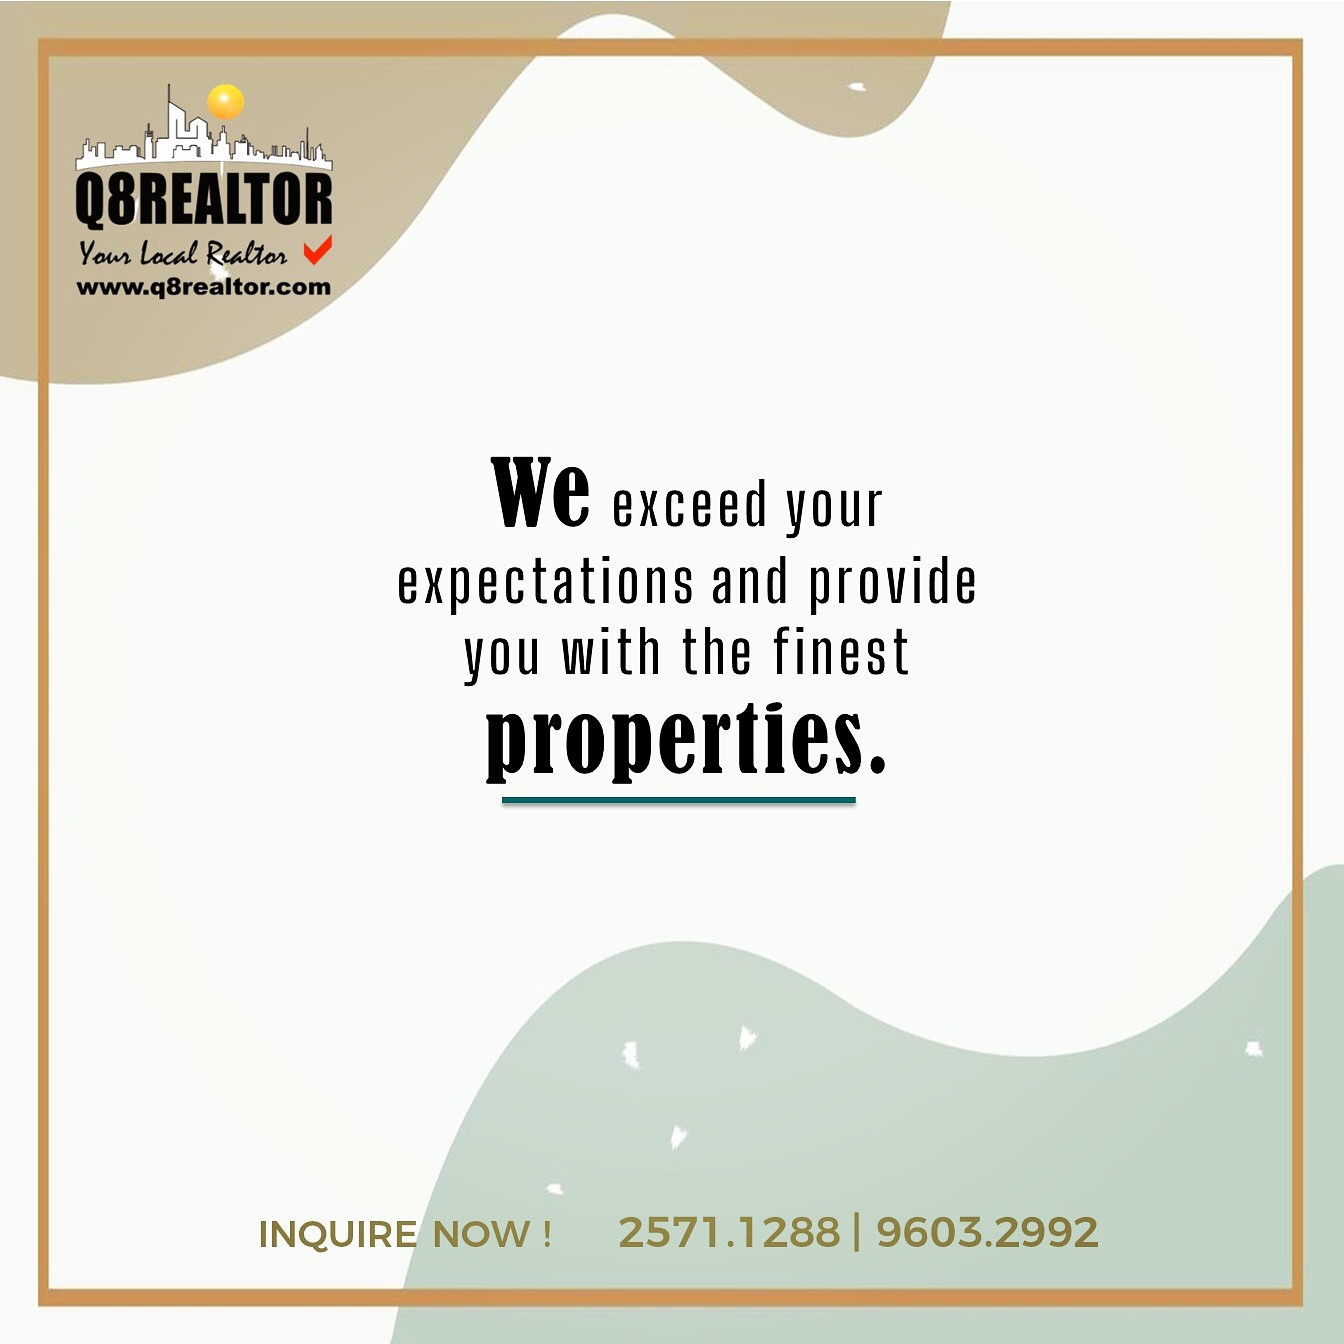 Q8REALTOR
Your Local Realtor
www.q8realtor.com
We exceed your
expectations and provide
you with the finest
properties.
INQUIRE NOW ! 2571.1288 | 9603.2992